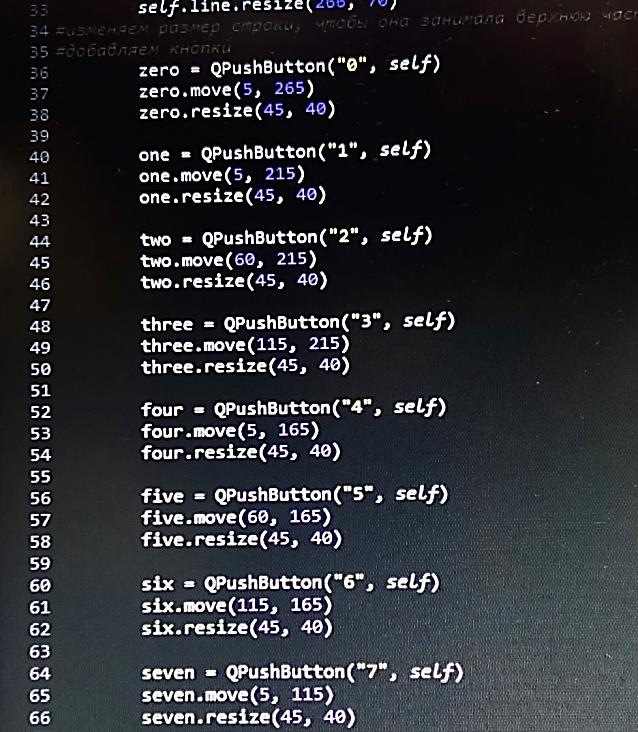 33 self.line.resize(260, 70)
34 #изменяем размер строки, чтобы она занимала верхнюю час
35 #добавляем кнопки
36 zero = QPushButton("0", self)
37 zero.move(5, 265)
38 zero.resize(45, 40)
39
40 one = QPushButton("1", self)
41 one.move(5, 215)
42 one.resize(45, 40)
43
44 two = QPushButton("2", self)
45 two.move(60, 215)
46 two.resize(45, 40)
47
48 three = QPushButton("3", self)
49 three.move(115, 215)
50 three.resize(45, 40)
51
52 four = QPushButton("4", self)
53 four.move(5, 165)
54 four.resize(45, 40)
55
56 five = QPushButton("5", self)
57 five.move(60, 165)
58 five.resize(45, 40)
59
60 six = QPushButton("6", self)
61 six.move(115, 165)
62 six.resize(45, 40)
63
64 seven = QPushButton("7", self)
65 seven.move(5, 115)
66 seven.resize(45, 40)